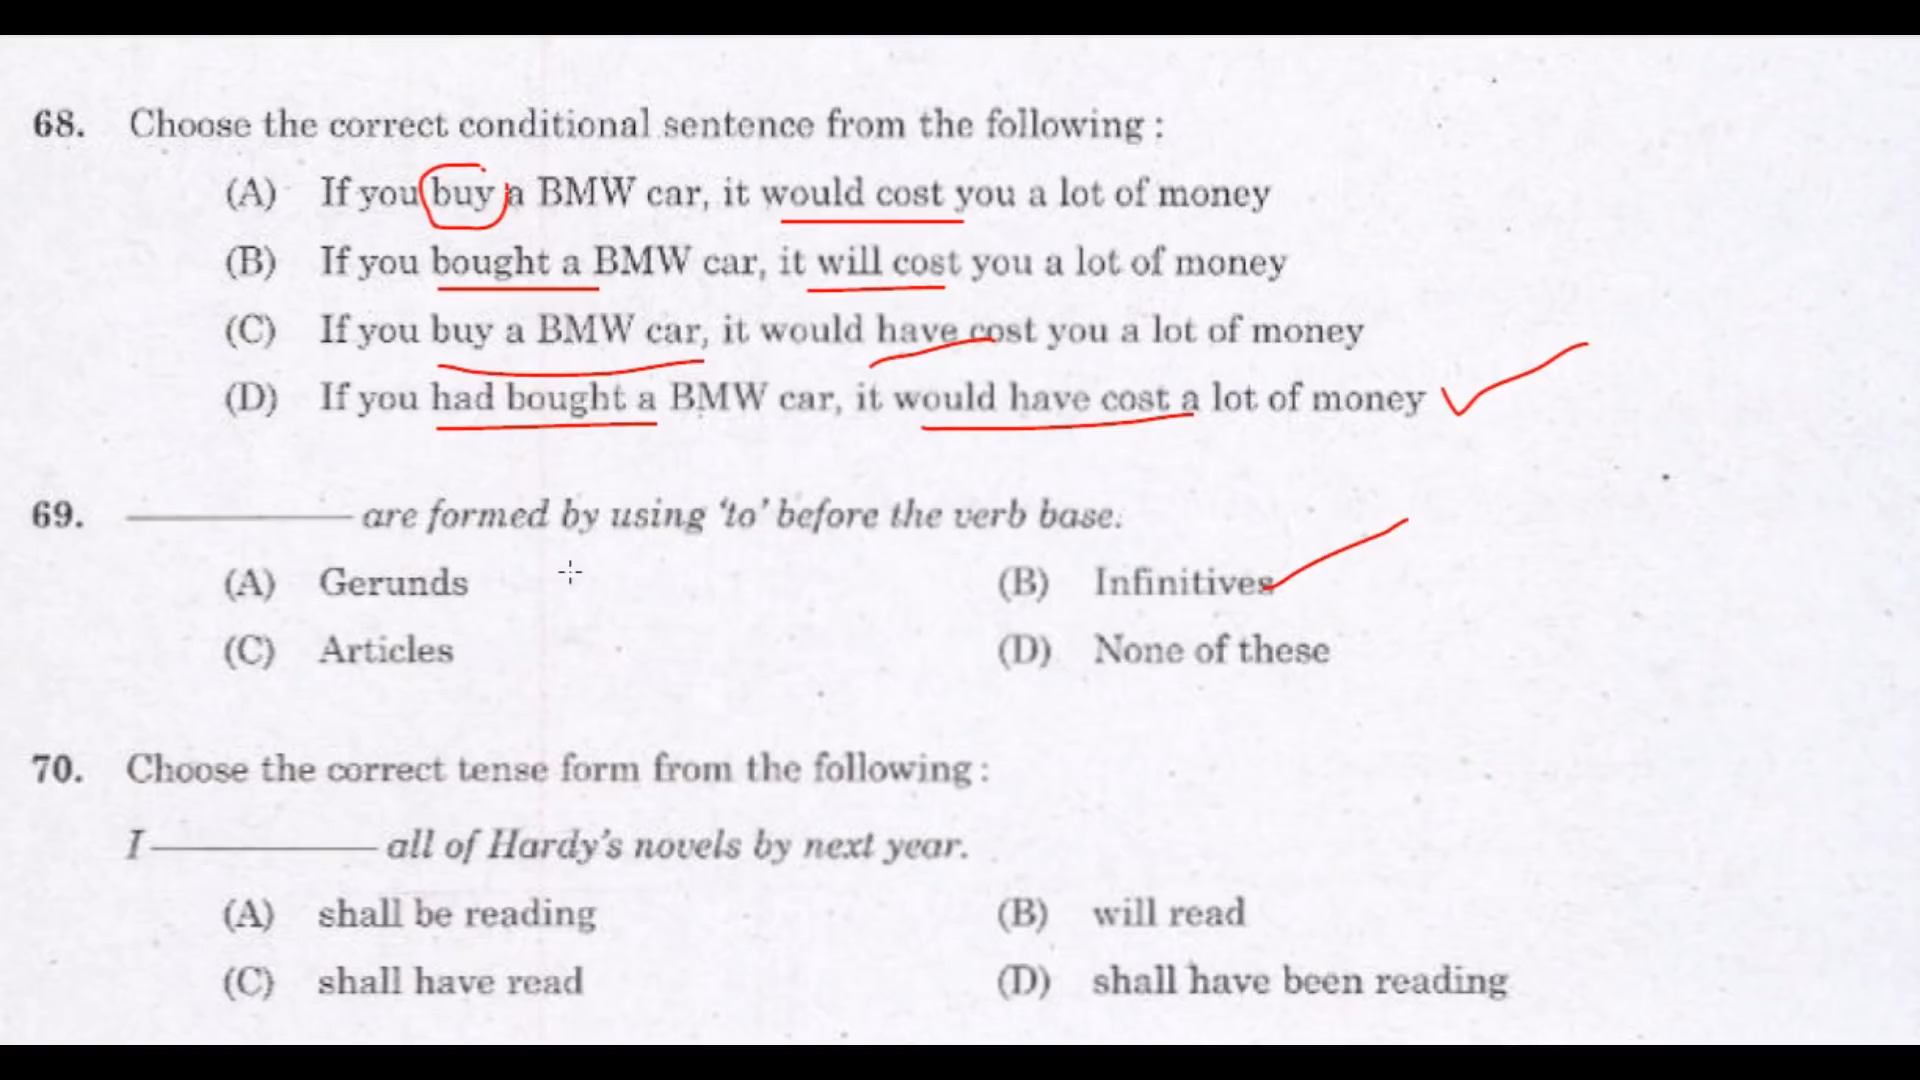 68. Choose the correct conditional sentence from the following :
(A) If you buy a BMW car, it would cost you a lot of money
(B) If you bought a BMW car, it will cost you a lot of money
(C) If you buy a BMW car, it would have cost you a lot of money
(D) If you had bought a BMW car, it would have cost a lot of money
69. ____________ are formed by using ‘to’ before the verb base.
(A) Gerunds (B) Infinitives
(C) Articles (D) None of these
70. Choose the correct tense form from the following :
I ____________ all of Hardy’s novels by next year.
(A) shall be reading (B) will read
(C) shall have read (D) shall have been reading